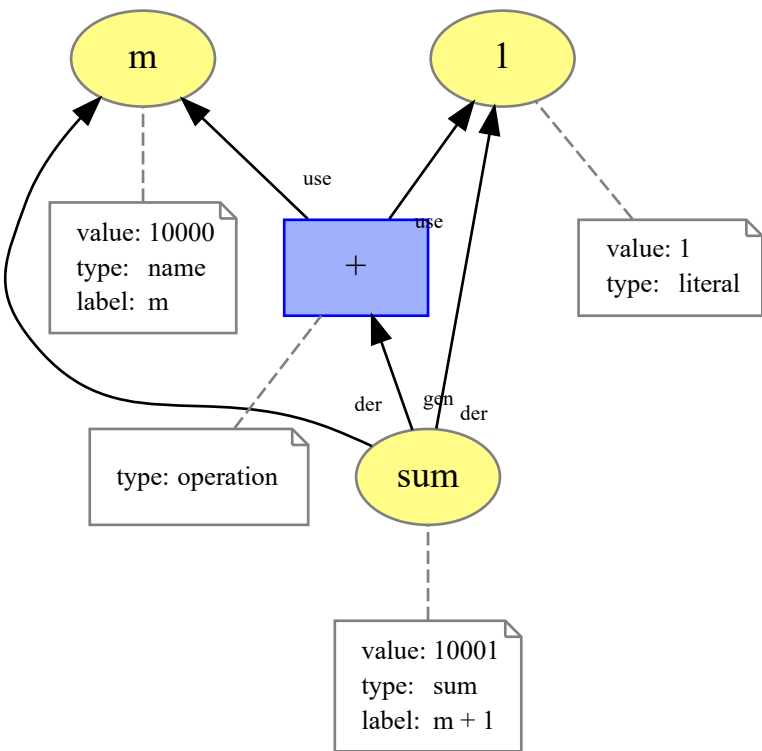 m
1
use
use
value: 10000
type: name
label: m
+
value: 1
type: literal
der
gen
der
type: operation
sum
value: 10001
type: sum
label: m + 1